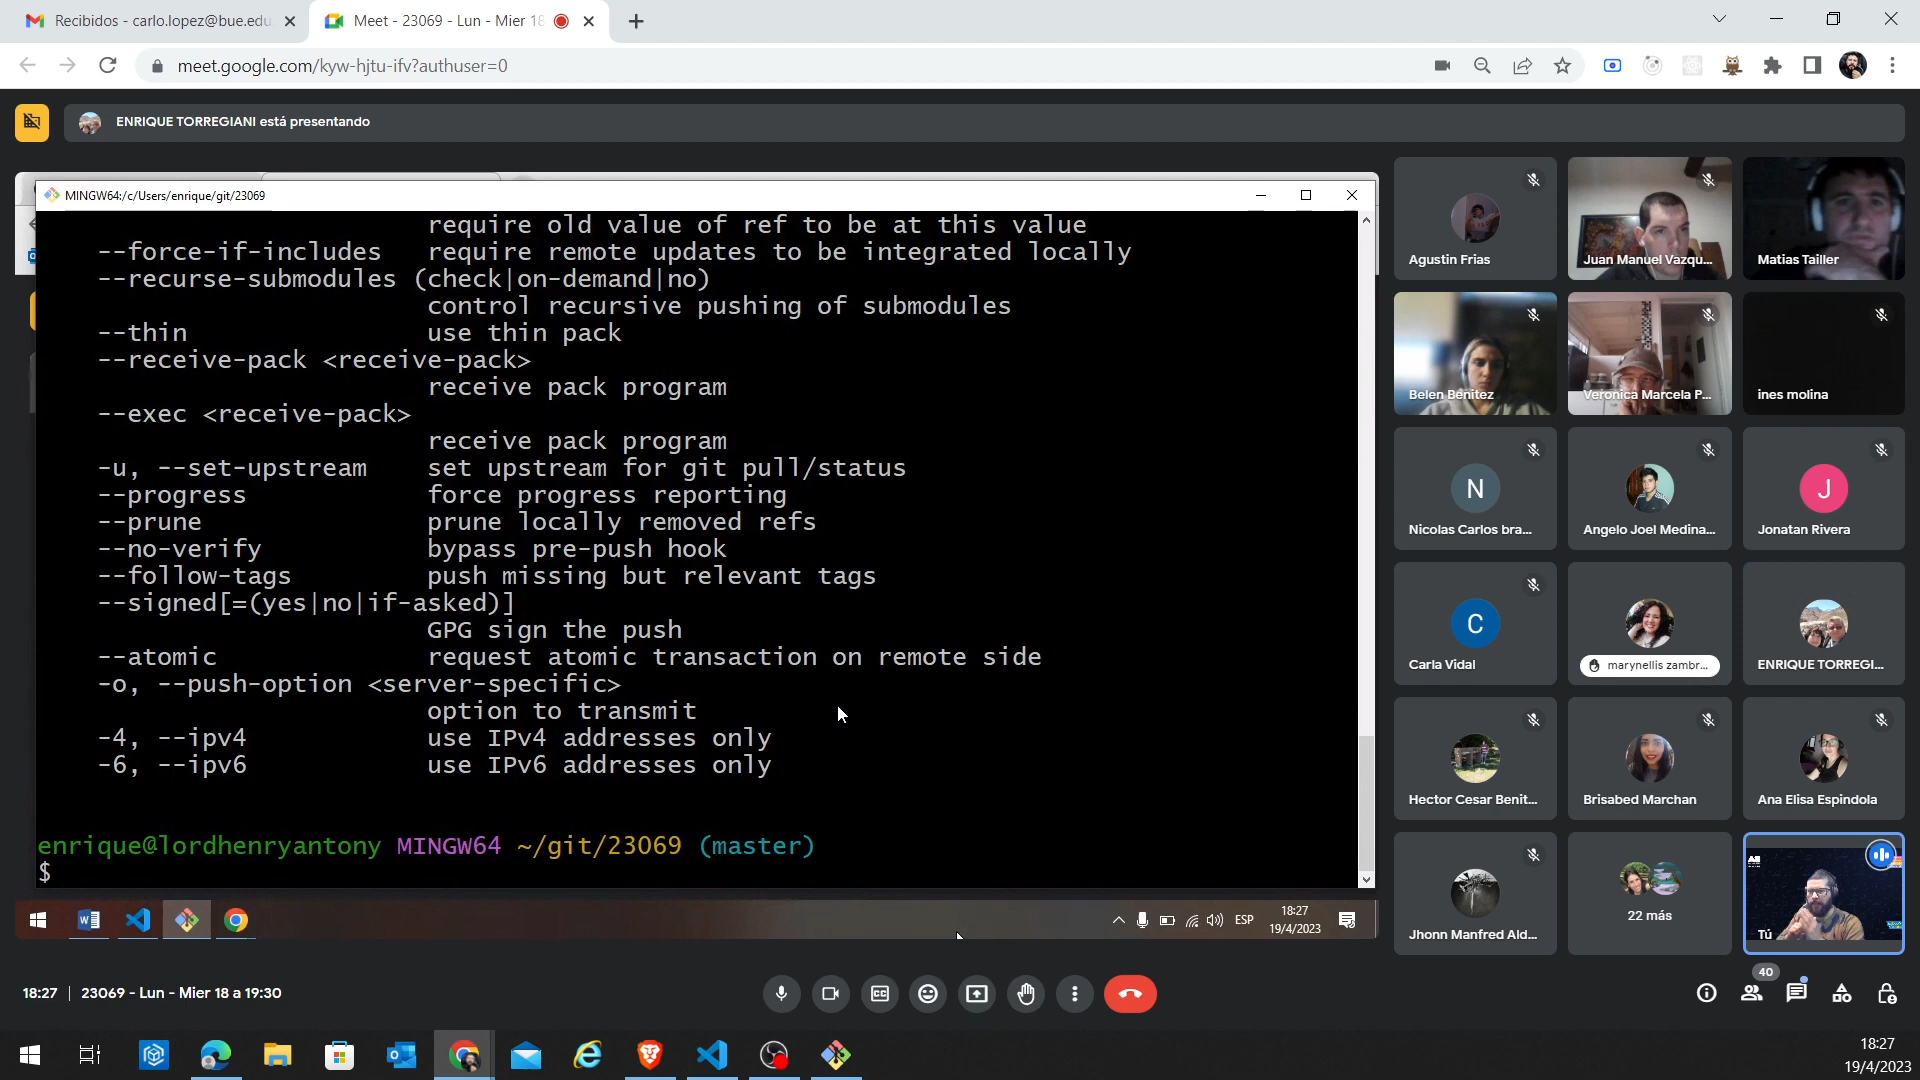 Recibidos - carlo.lopez@bue.edu
Meet - 23069 - Lun - Mier 18
meet.google.com/kyw-hjtu-ifv?authuser=0
ENRIQUE TORREGIANI está presentando
MINGW64:/c/Users/enrique/git/23069
require old value of ref to be at this value
--force-if-includes require remote updates to be integrated locally
--recurse-submodules (check|on-demand|no)
control recursive pushing of submodules
--thin use thin pack
--receive-pack <receive-pack>
receive pack program
--exec <receive-pack>
receive pack program
-u, --set-upstream set upstream for git pull/status
--progress force progress reporting
--prune prune locally removed refs
--no-verify bypass pre-push hook
--follow-tags push missing but relevant tags
--signed[=(yes|no|if-asked)]
GPG sign the push
--atomic request atomic transaction on remote side
-o, --push-option <server-specific>
option to transmit
-4, --ipv4 use IPv4 addresses only
-6, --ipv6 use IPv6 addresses only
enrique@lordhenryantony MINGW64 ~/git/23069 (master)
$
ESP
18:27
19/4/2023
Agustin Frias
Juan Manuel Vazqu...
Matias Tailler
Belen Benitez
Veronica Marcela P...
ines molina
N
Nicolas Carlos bra...
Angelo Joel Medina...
J
Jonatan Rivera
C
Carla Vidal
marynellis zambr...
ENRIQUE TORREGI...
Hector Cesar Benit...
Brisabed Marchan
Ana Elisa Espindola
Jhonn Manfred Ald...
22 más
Tú
18:27 | 23069 - Lun - Mier 18 a 19:30
40
18:27
19/4/2023